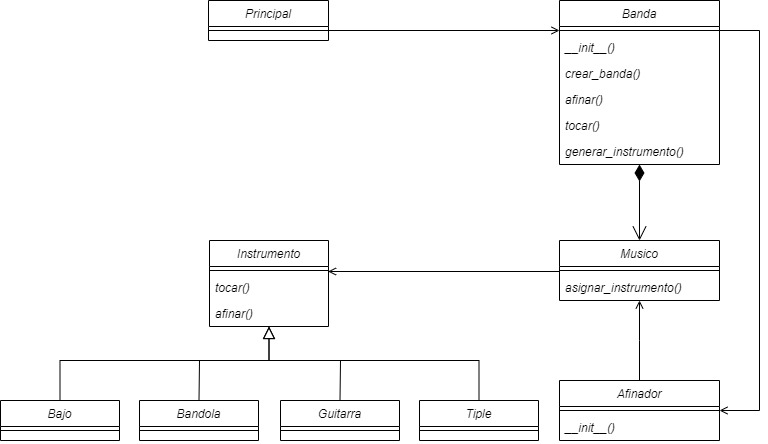 Principal
Banda
__init__()
crear_banda()
afinar()
tocar()
generar_instrumento()
Instrumento
tocar()
afinar()
Musico
asignar_instrumento()
Bajo
Bandola
Guitarra
Tiple
Afinador
__init__()